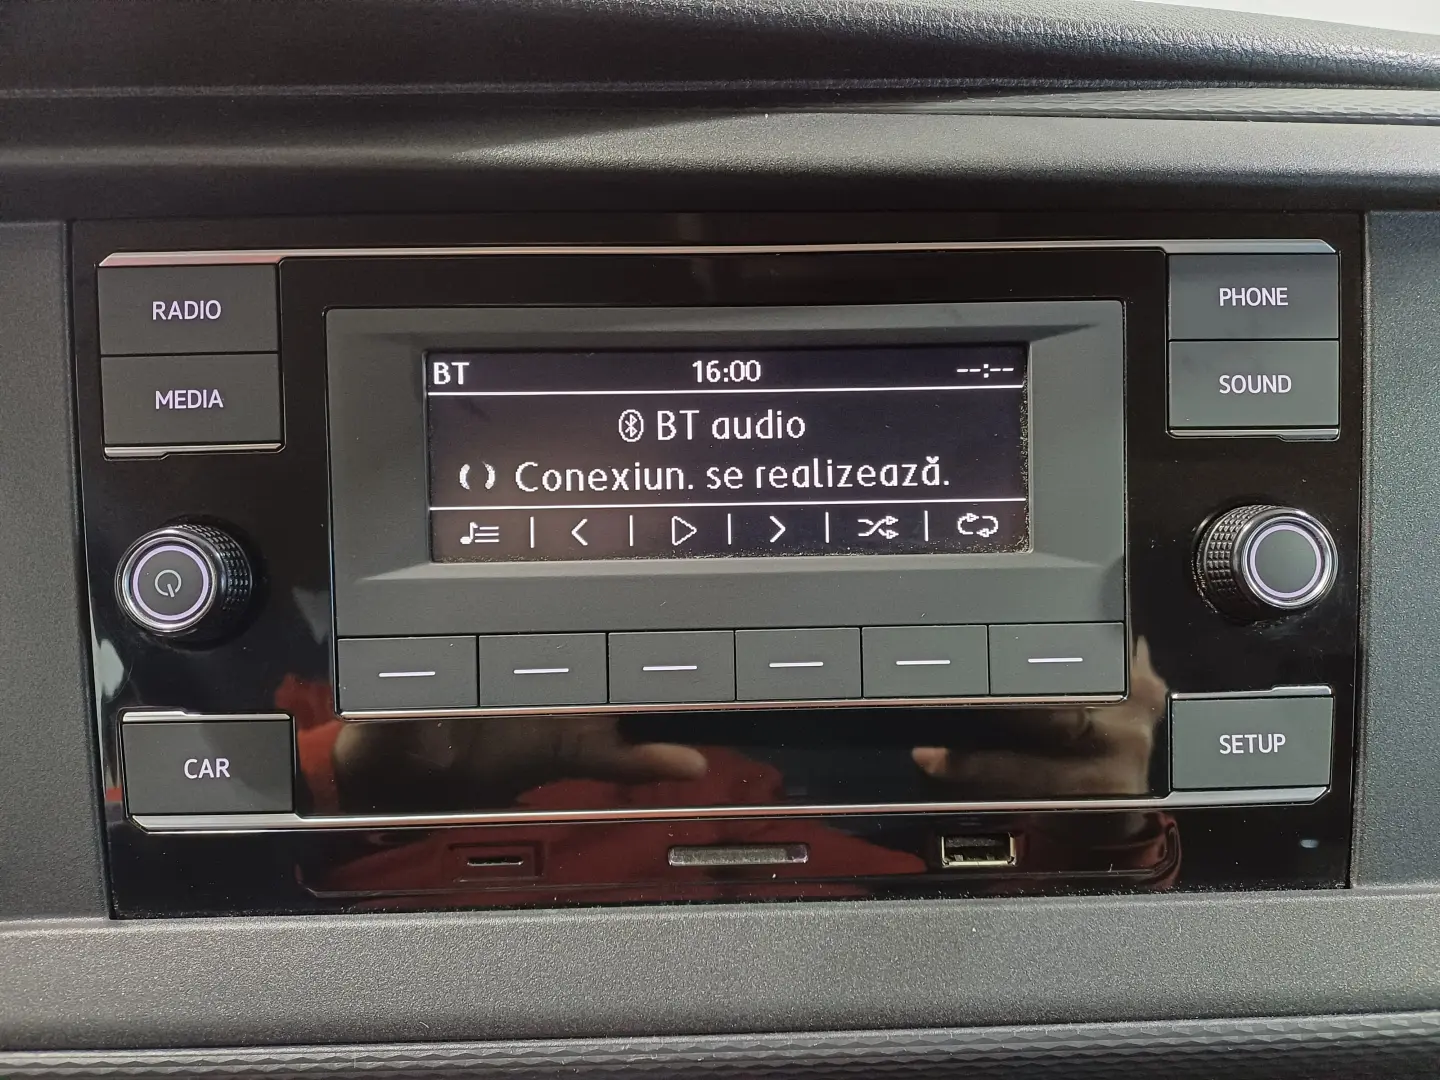 RADIO
MEDIA
BT 16:00 --:--
BT audio
Conexiun. se realizează.
PHONE
SOUND
CAR
SETUP